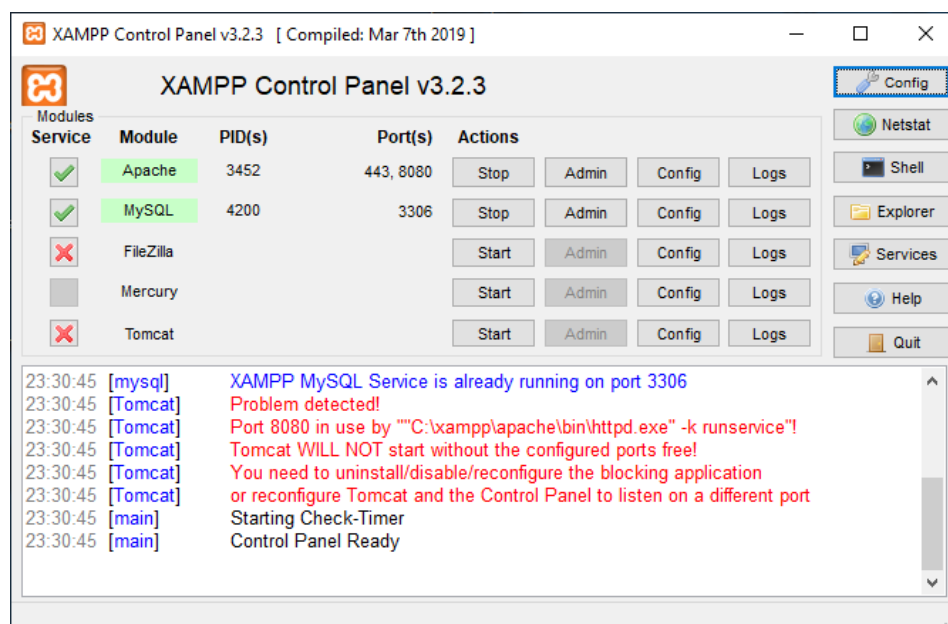 XAMPP Control Panel v3.2.3 [ Compiled: Mar 7th 2019 ]
XAMPP Control Panel v3.2.3
Config
Modules
Service Module PID(s) Port(s) Actions
Netstat
Apache 3452 443, 8080 Stop Admin Config Logs
Shell
MySQL 4200 3306 Stop Admin Config Logs
Explorer
FileZilla Start Admin Config Logs
Services
Mercury Start Admin Config Logs
Help
Tomcat Start Admin Config Logs
Quit
23:30:45 [mysql] XAMPP MySQL Service is already running on port 3306
23:30:45 [Tomcat] Problem detected!
23:30:45 [Tomcat] Port 8080 in use by ""C:\xampp\apache\bin\httpd.exe" -k runservice"!
23:30:45 [Tomcat] Tomcat WILL NOT start without the configured ports free!
23:30:45 [Tomcat] You need to uninstall/disable/reconfigure the blocking application
23:30:45 [Tomcat] or reconfigure Tomcat and the Control Panel to listen on a different port
23:30:45 [main] Starting Check-Timer
23:30:45 [main] Control Panel Ready